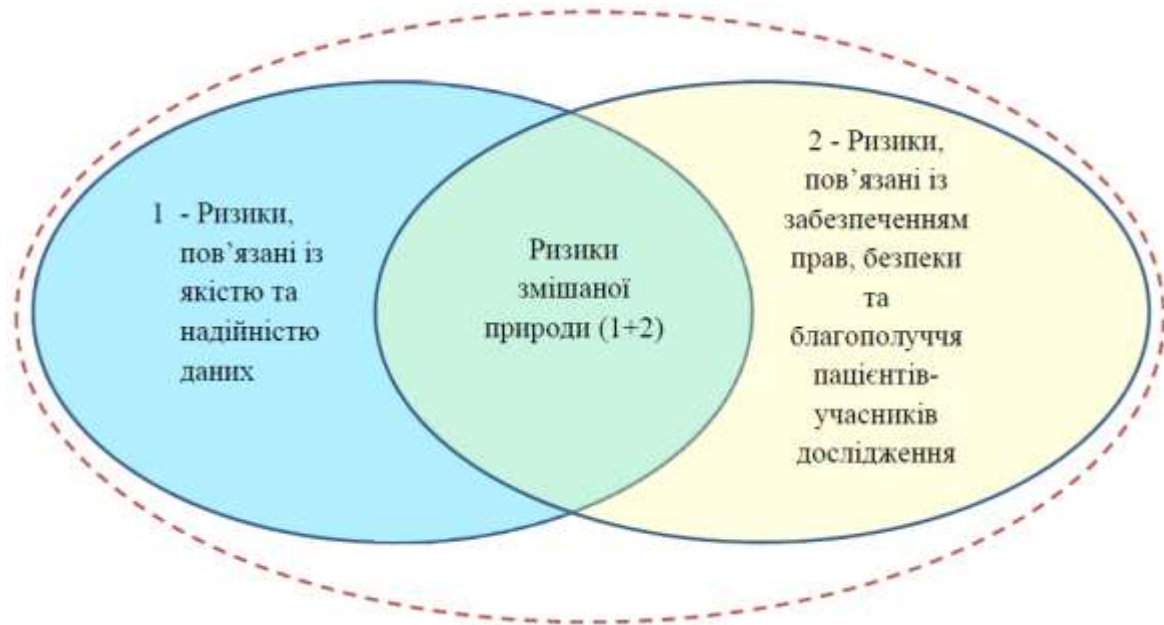 1 - Ризики,
пов’язані із
якістю та
надійністю
даних
Ризики
змішаної
природи (1+2)
2 - Ризики,
пов’язані із
забезпеченням
прав, безпеки
та
благополуччя
пацієнтів-
учасників
дослідження